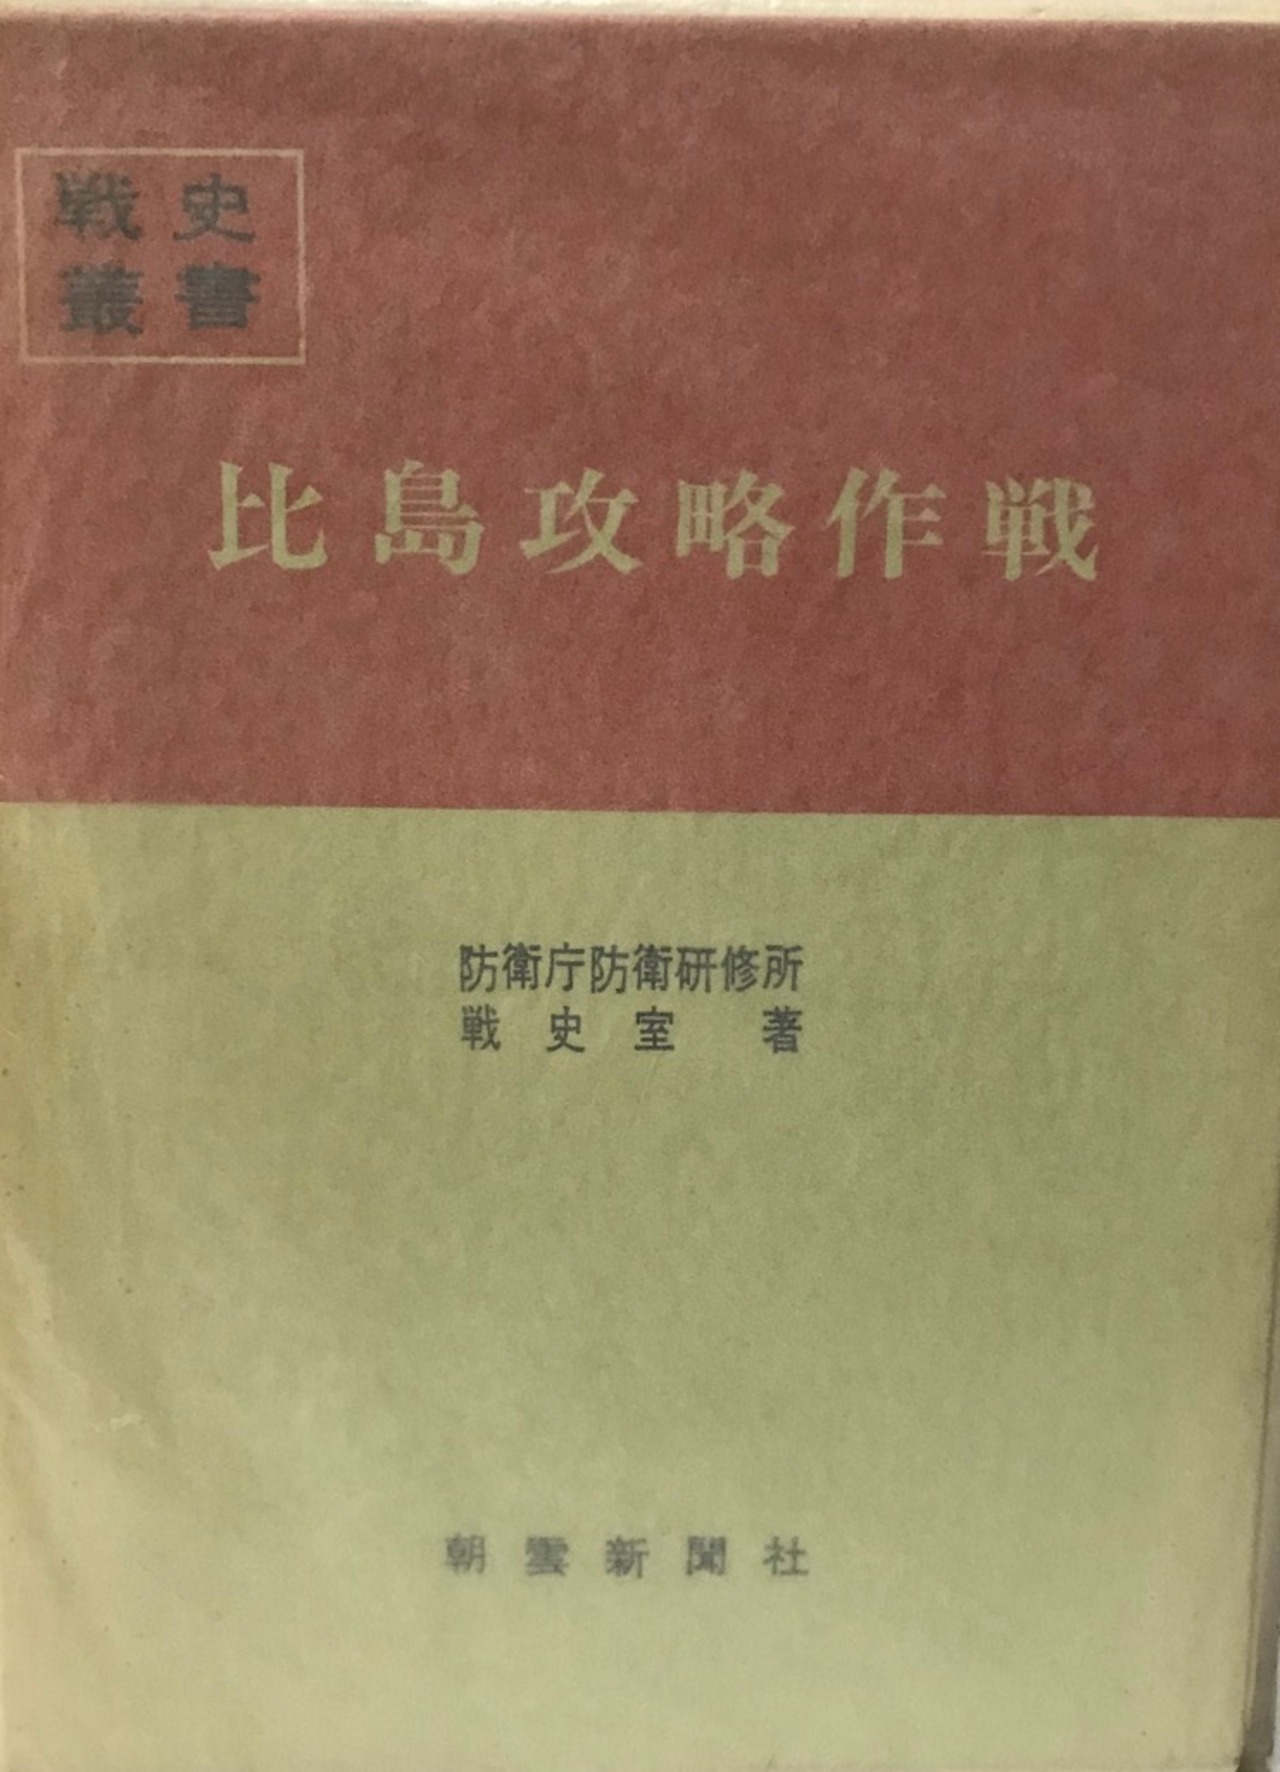 戦史
叢書
比島攻略作戦
防衛庁防衛研修所
戦史室 著
朝雲新聞社